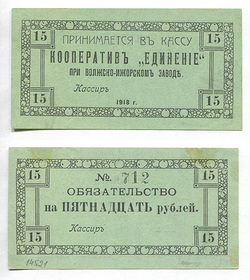 15 15
ПРИНИМАЕТСЯ ВЪ КАССУ
КООПЕРАТИВЪ „ЕДИНЕНІЕ“
ПРИ ВОЛЖСКО-ИЖОРСКОМЪ ЗАВОДѢ.
Кассиръ
1918 г.
15 15
15 15
№. 712
ОБЯЗАТЕЛЬСТВО
на ПЯТНАДЦАТЬ рублей.
Кассиръ
15 15
14591